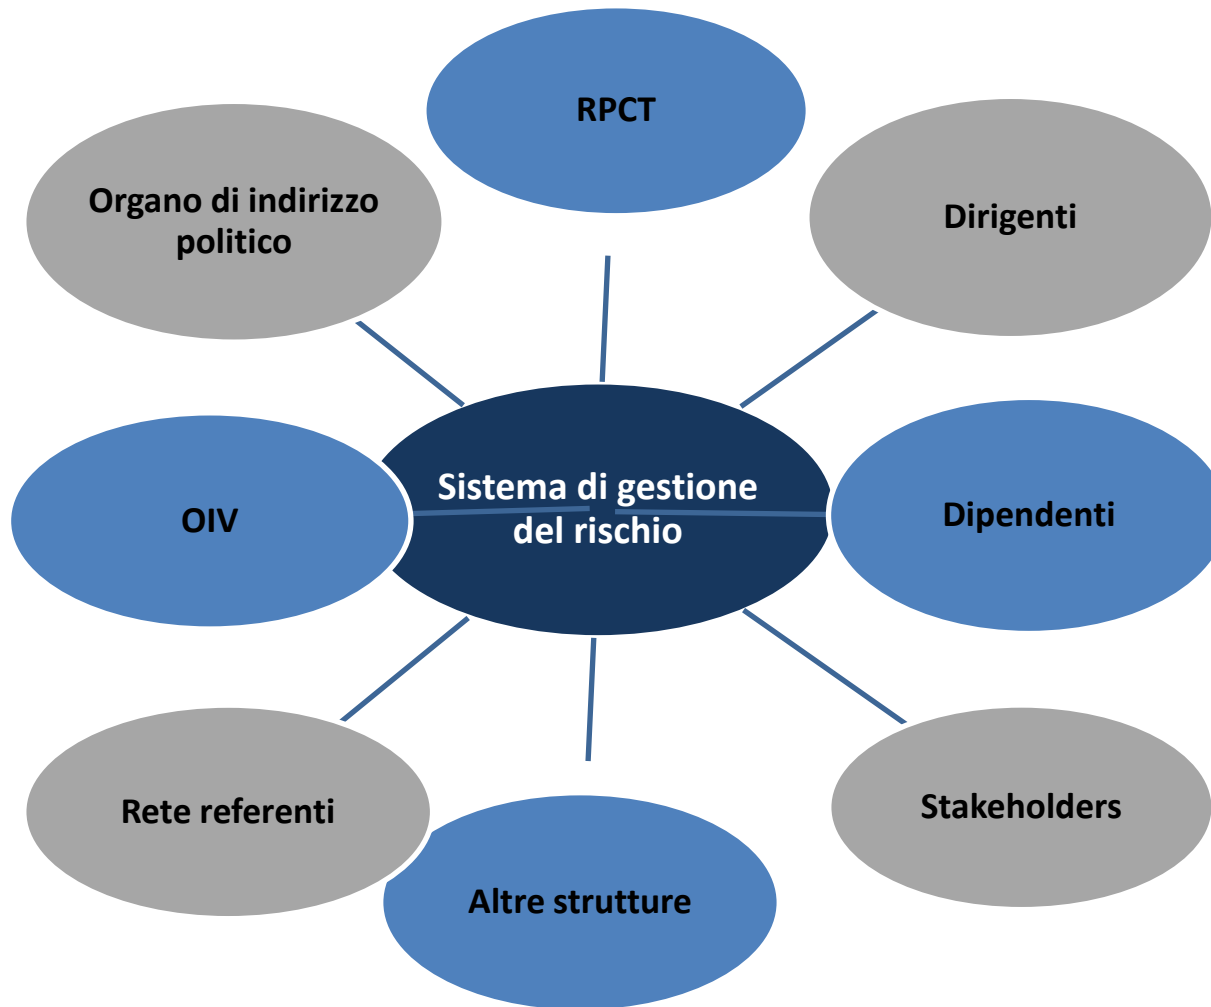 RPCT
Organo di indirizzo
politico
Dirigenti
Sistema di gestione
del rischio
OIV
Dipendenti
Rete referenti
Stakeholders
Altre strutture